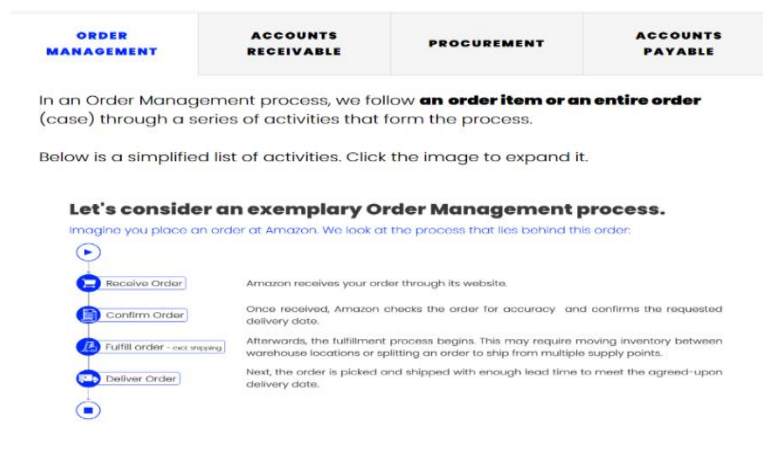 ORDER MANAGEMENT
ACCOUNTS RECEIVABLE
PROCUREMENT
ACCOUNTS PAYABLE
In an Order Management process, we follow an order item or an entire order
(case) through a series of activities that form the process.
Below is a simplified list of activities. Click the image to expand it.
Let's consider an exemplary Order Management process.
Imagine you place an order at Amazon. We look at the process that lies behind this order:
Receive Order
Amazon receives your order through its website.
Confirm Order
Once received, Amazon checks the order for accuracy and confirms the requested
delivery date.
Fulfill order - excl. shipping
Afterwards, the fulfillment process begins. This may require moving inventory between
warehouse locations or splitting an order to ship from multiple supply points.
Deliver Order
Next, the order is picked and shipped with enough lead time to meet the agreed-upon
delivery date.